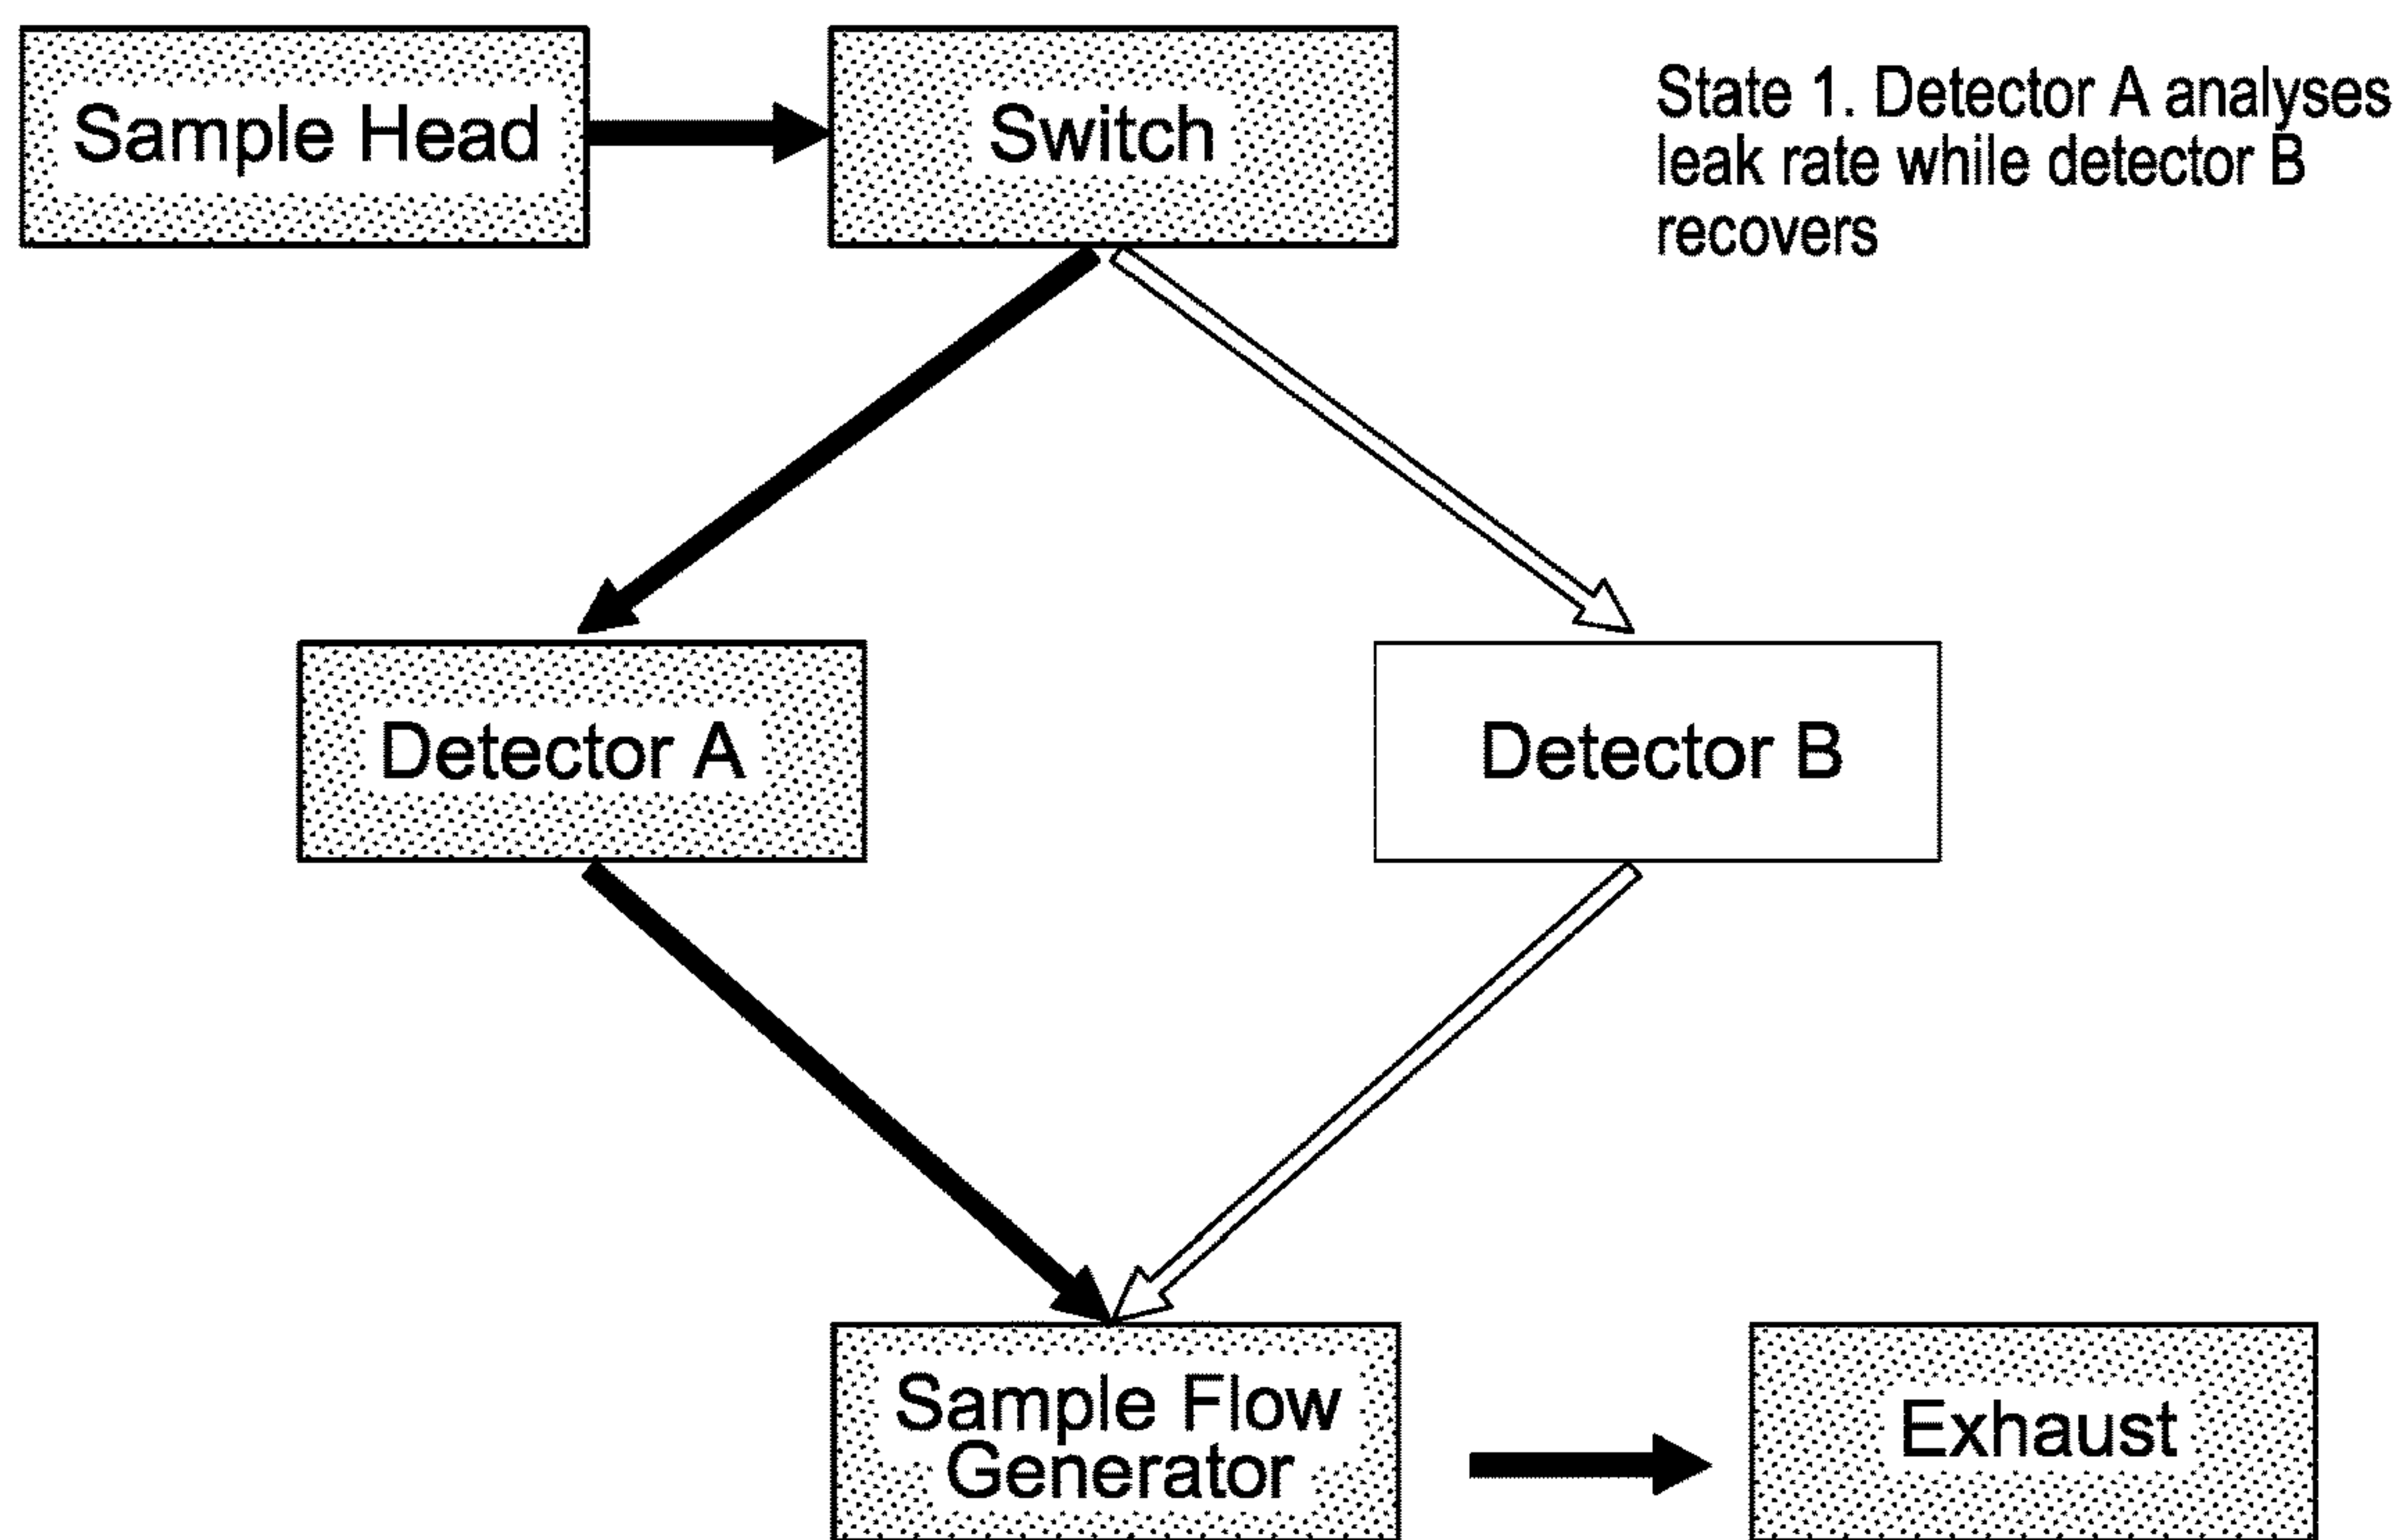 Sample Head
Switch
State 1. Detector A analyses
leak rate while detector B
recovers
Detector A
Detector B
Sample Flow
Generator
Exhaust